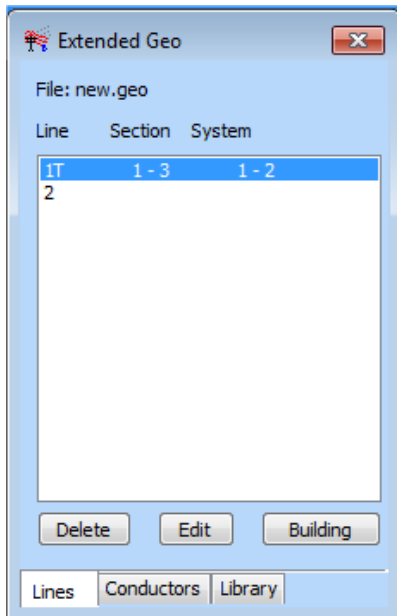 Extended Geo
File: new.geo
Line Section System
1T 1 - 3 1 - 2
2
Delete Edit Building
Lines Conductors Library